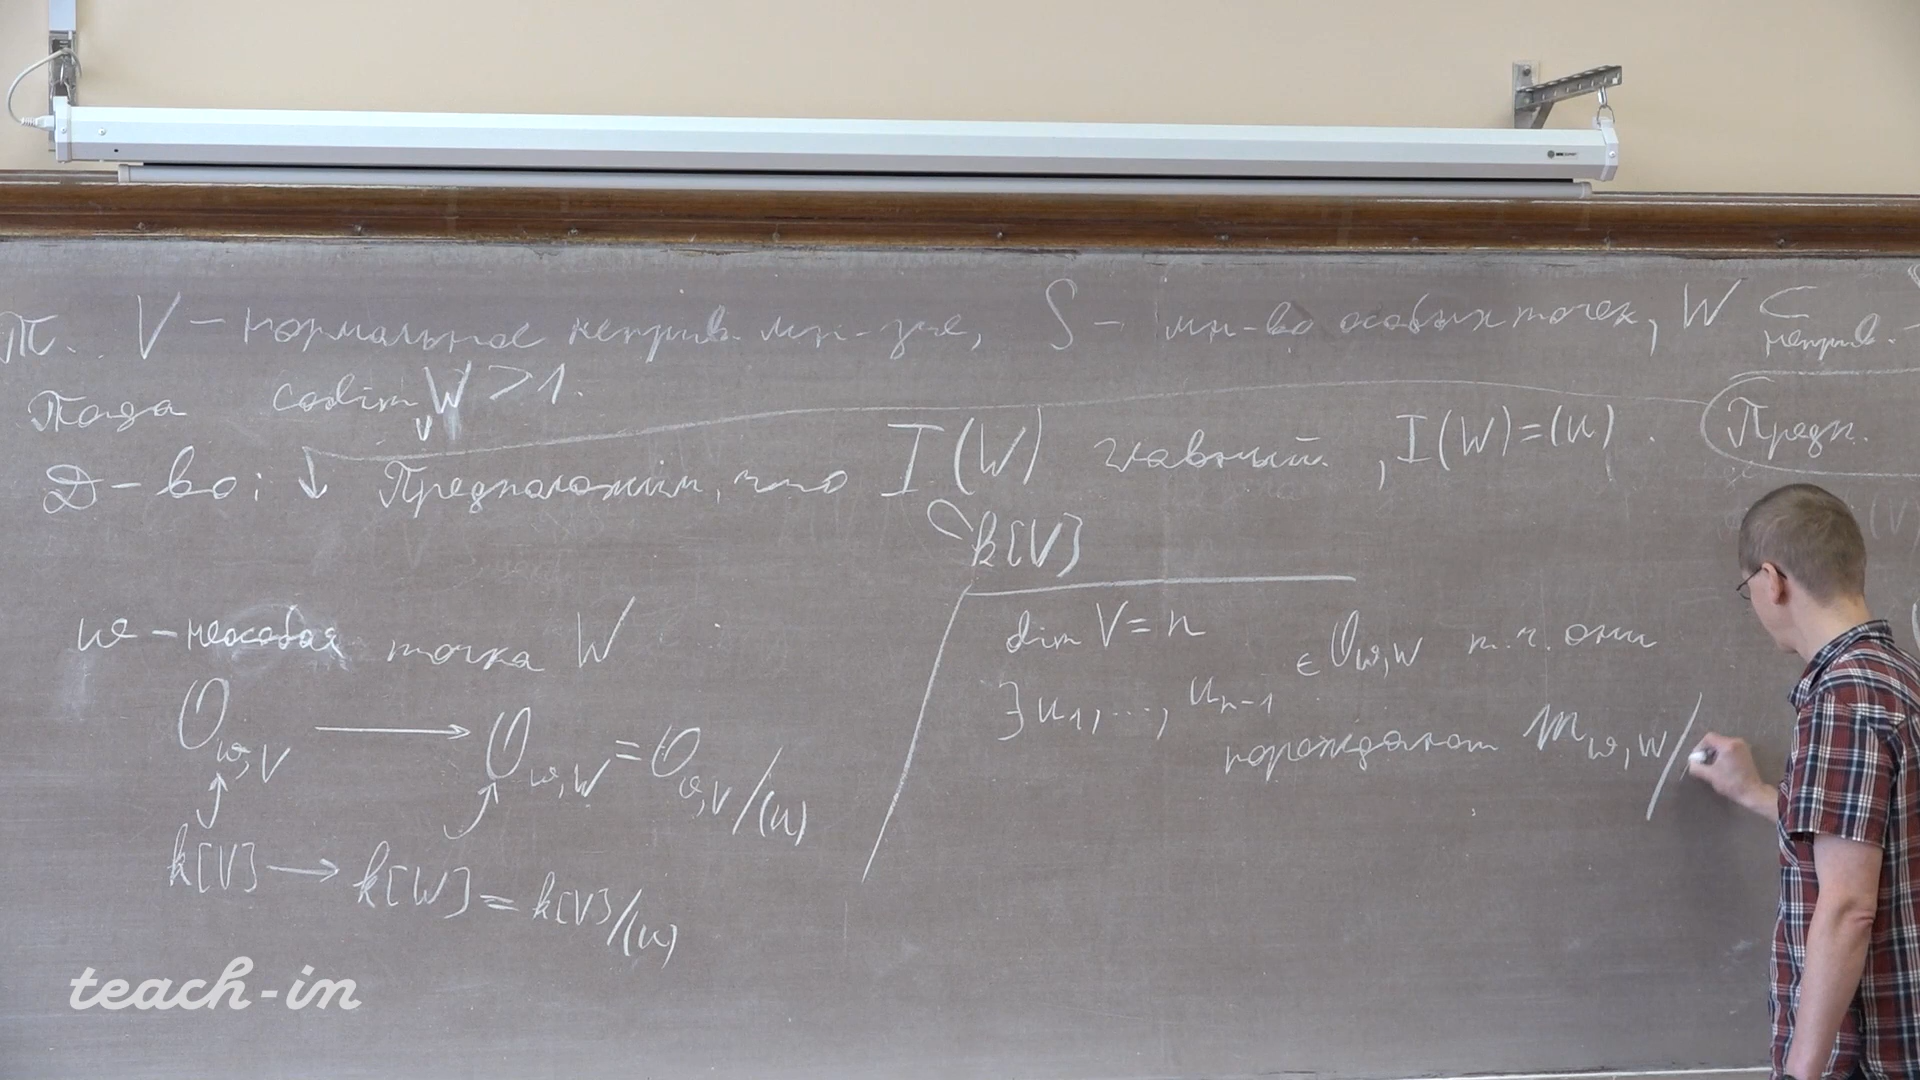 Т. V – нормальное неприв. мн-зие, S – мн-во особых точек, W ⊂
неприв.
Тогда codim_V W > 1.
Предп.
Д-во: ↓ Предположим, что I(W) главный, I(W)=(u).
⊂ k[V]
w – неособая точка W
O_{w,V} → O_{w,W} = O_{w,V}/(u)
k[V] → k[W] = k[V]/(u)
dim V = n
∃ u_1, ..., u_{n-1} ∈ O_{w,W} т.ч. они
порождают m_{w,W}/
teach-in